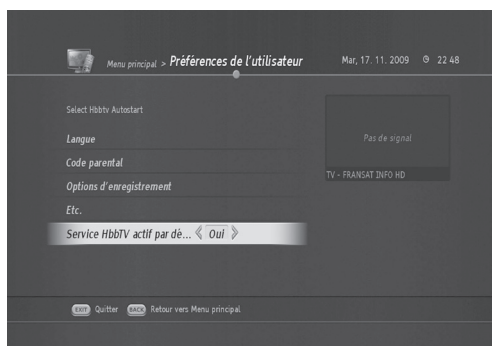 Menu principal > Préférences de l'utilisateur Mar, 17. 11. 2009 22 48
Select Hbbtv Autostart
Langue
Code parental
Options d'enregistrement
Etc.
Service HbbTV actif par dé... Oui
Pas de signal
TV - FRANSAT INFO HD
EXIT Quitter BACK Retour vers Menu principal